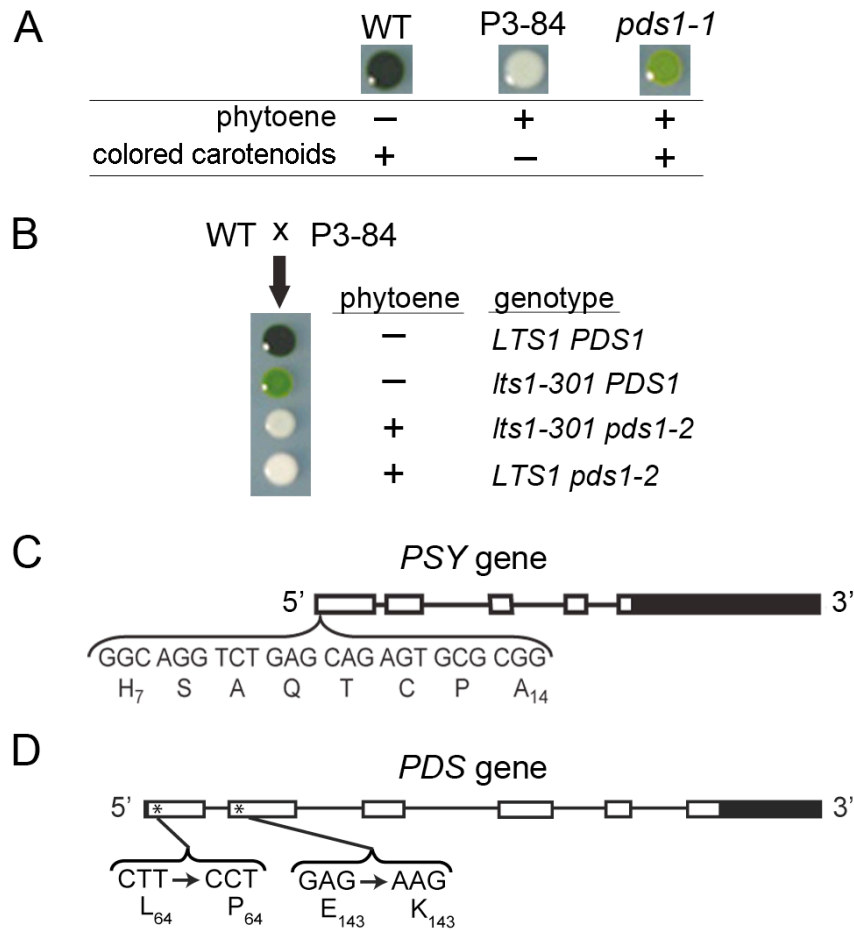 A
WT P3-84 pds1-1
phytoene − + +
colored carotenoids + − +
B
WT x P3-84
phytoene genotype
− LTS1 PDS1
− lts1-301 PDS1
+ lts1-301 pds1-2
+ LTS1 pds1-2
C
PSY gene
5’ 3’
GGC AGG TCT GAG CAG AGT GCG CGG
H7 S A Q T C P A14
D
PDS gene
5’ * * 3’
CTT → CCT GAG → AAG
L64 P64 E143 K143